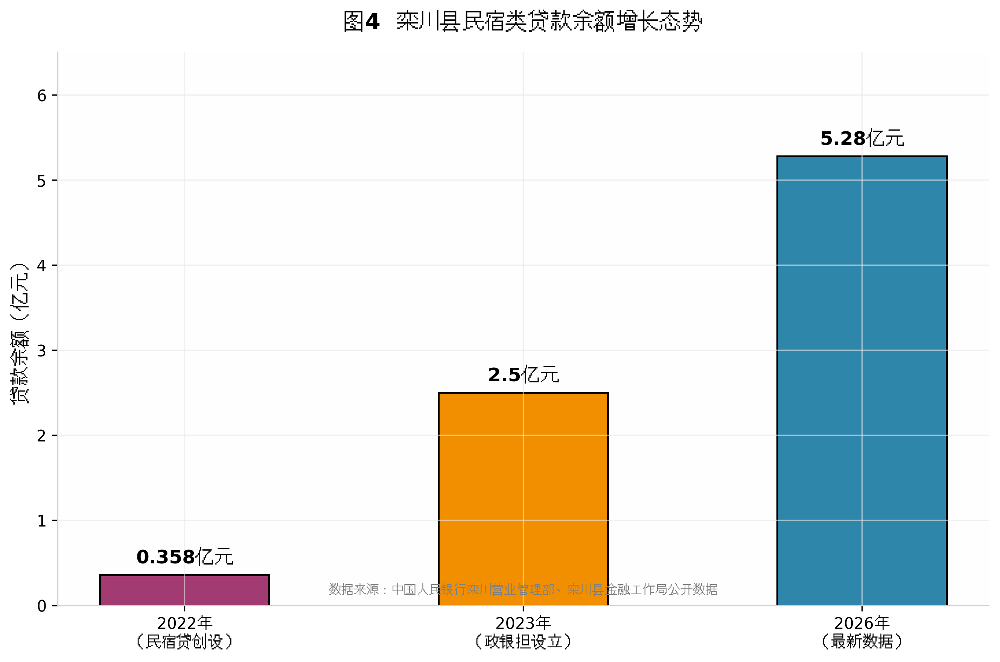 图4 栾川县民宿类贷款余额增长态势
贷款余额（亿元）
6
5
4
3
2
1
0
0.358亿元
2.5亿元
5.28亿元
数据来源：中国人民银行栾川营业管理部、栾川县金融工作局公开数据
2022年
（民宿贷创设）
2023年
（政银担设立）
2026年
（最新数据）